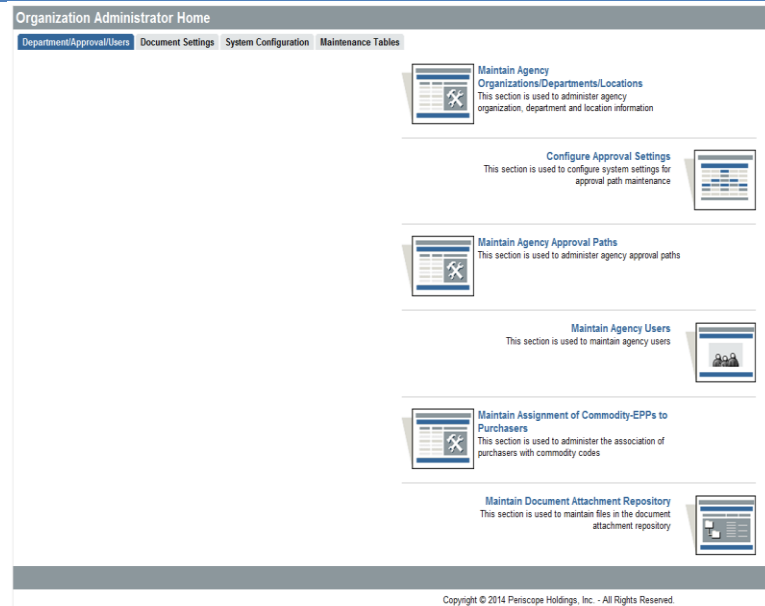 Organization Administrator Home
Department/Approval/Users Document Settings System Configuration Maintenance Tables
Maintain Agency
Organizations/Departments/Locations
This section is used to administer agency
organization, department and location information
Configure Approval Settings
This section is used to configure system settings for
approval path maintenance
Maintain Agency Approval Paths
This section is used to administer agency approval paths
Maintain Agency Users
This section is used to maintain agency users
Maintain Assignment of Commodity-EPPs to
Purchasers
This section is used to administer the association of
purchasers with commodity codes
Maintain Document Attachment Repository
This section is used to maintain files in the document
attachment repository
Copyright © 2014 Periscope Holdings, Inc. - All Rights Reserved.